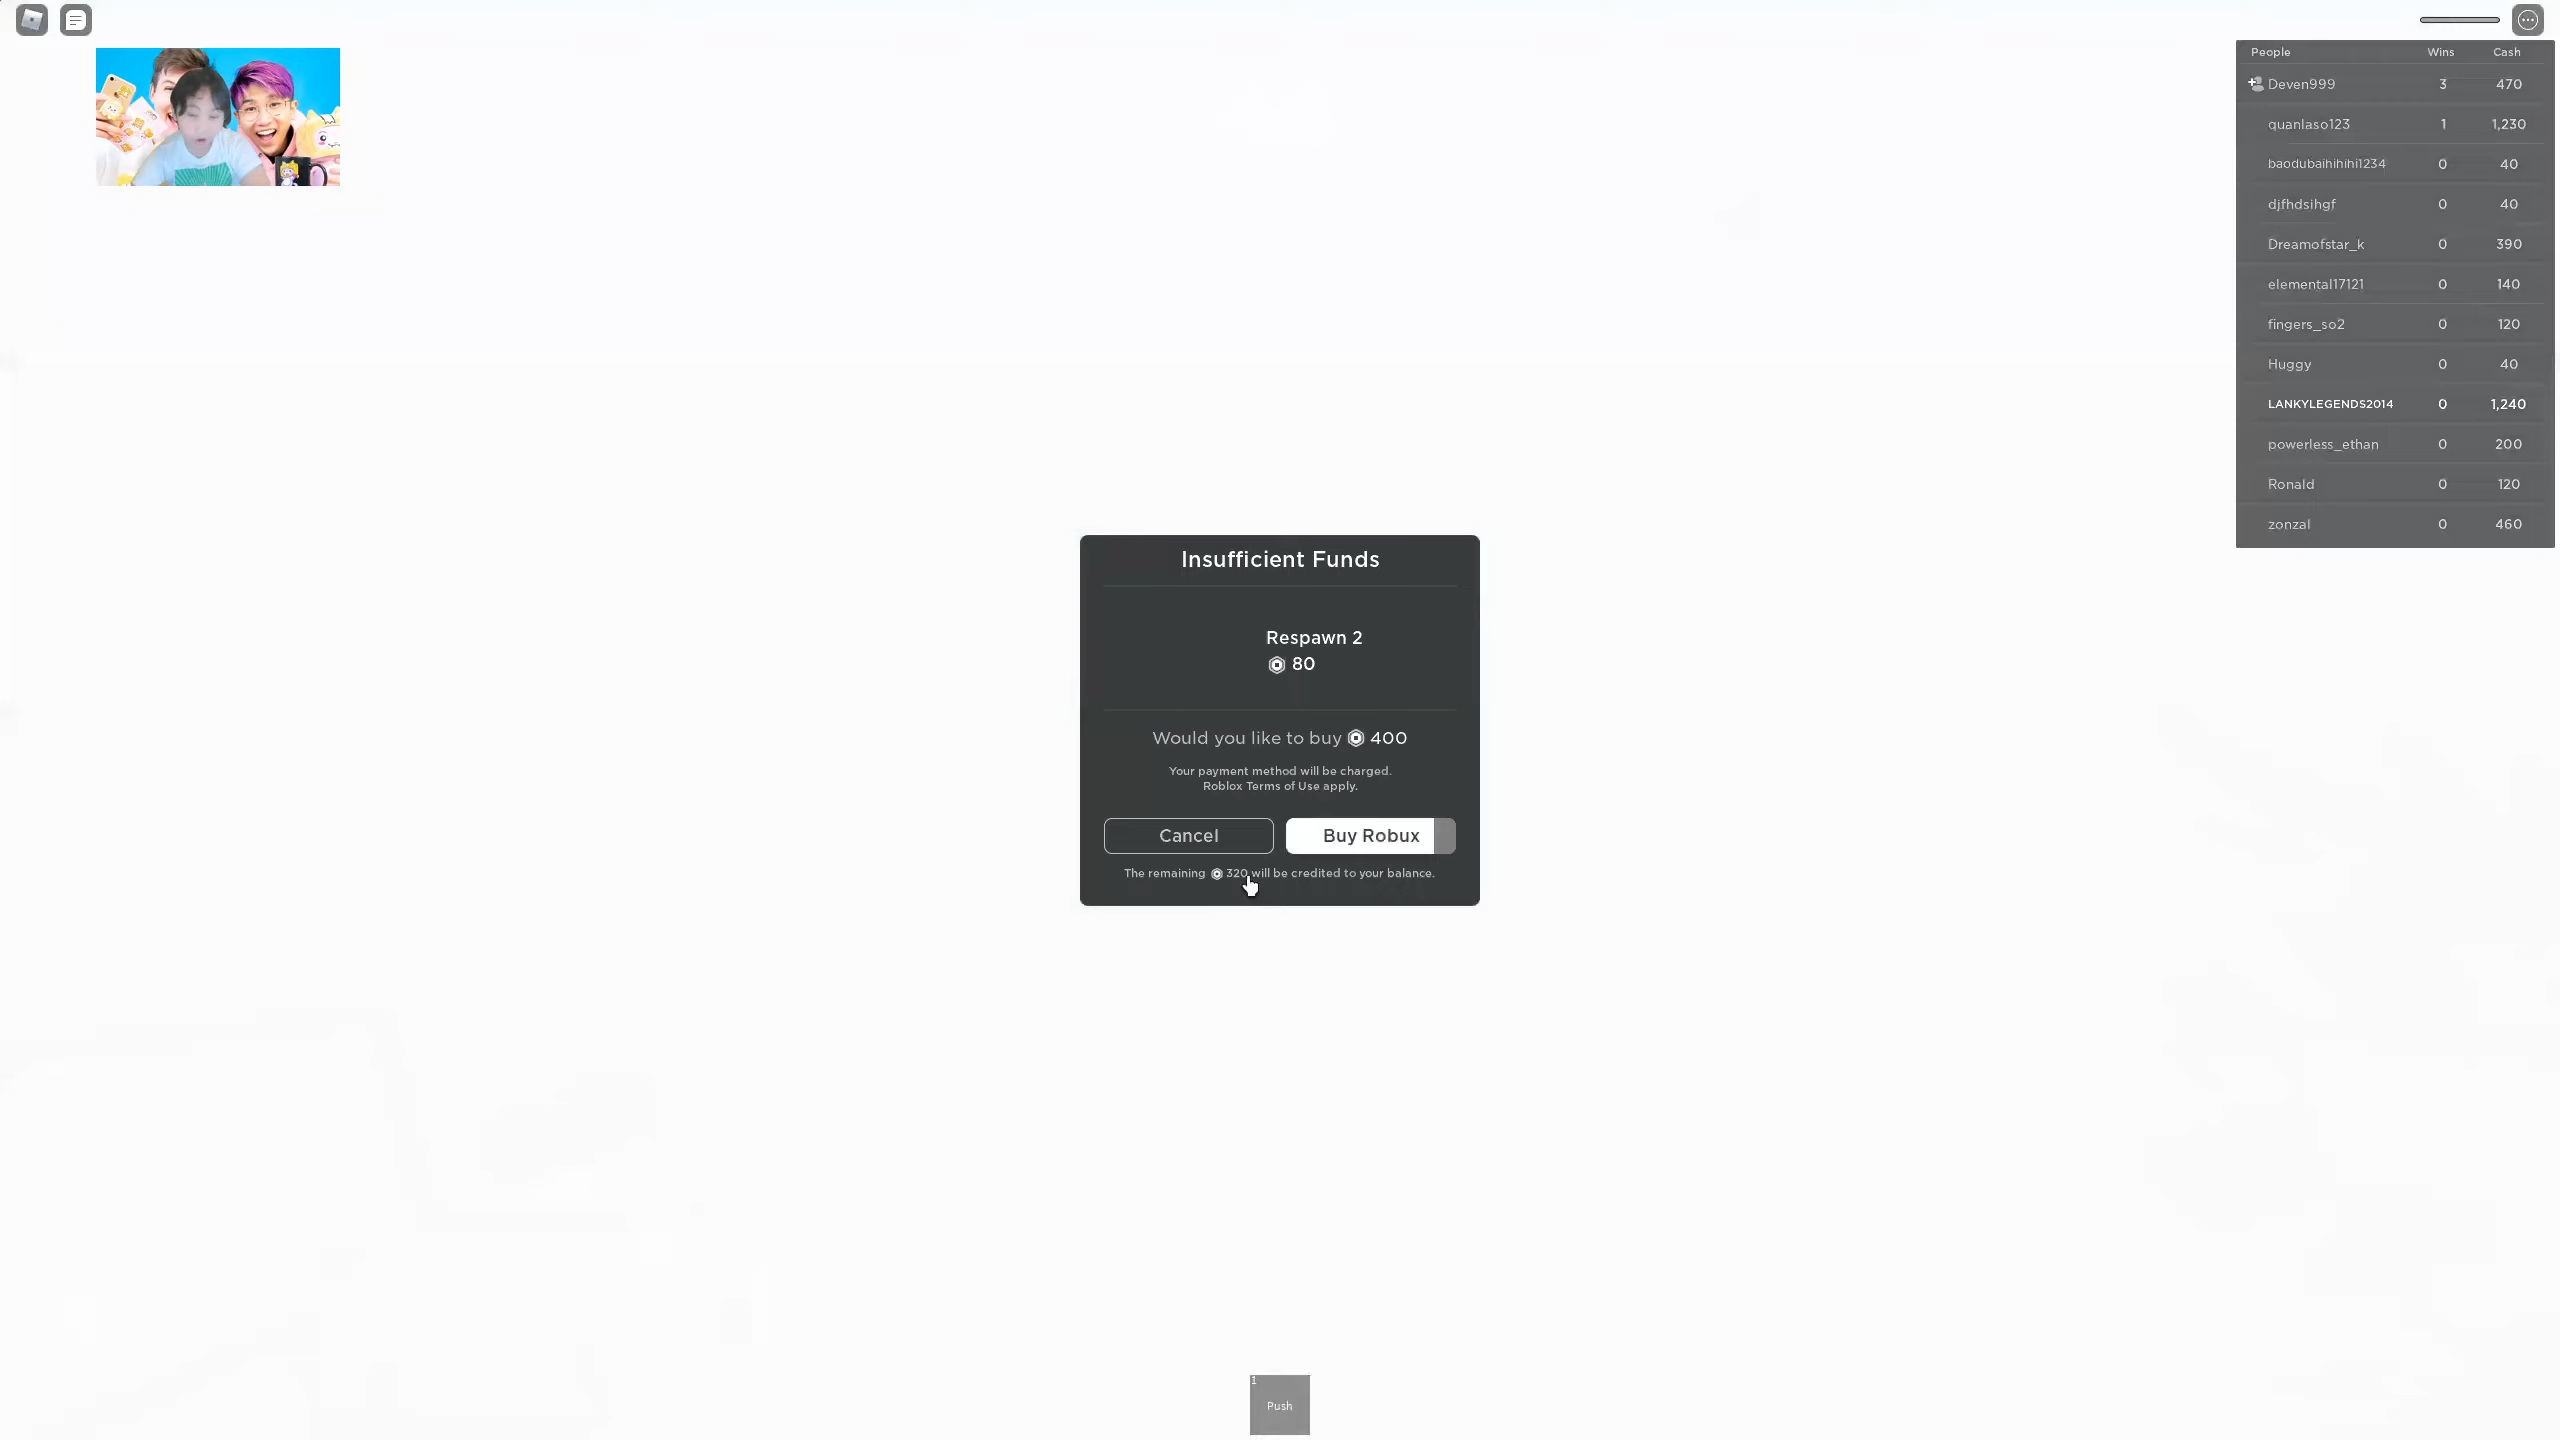 People Wins Cash
Deven999 3 470
quanlaso123 1 1,230
baodubaihihihi1234 0 40
djfhdsihgf 0 40
Dreamofstar_k 0 390
elemental17121 0 140
fingers_so2 0 120
Huggy 0 40
LANKYLEGENDS2014 0 1,240
powerless_ethan 0 200
Ronald 0 120
zonzal 0 460
Insufficient Funds
Respawn 2
80
Would you like to buy 400
Your payment method will be charged.
Roblox Terms of Use apply.
Cancel Buy Robux
The remaining 320 will be credited to your balance.
1
Push